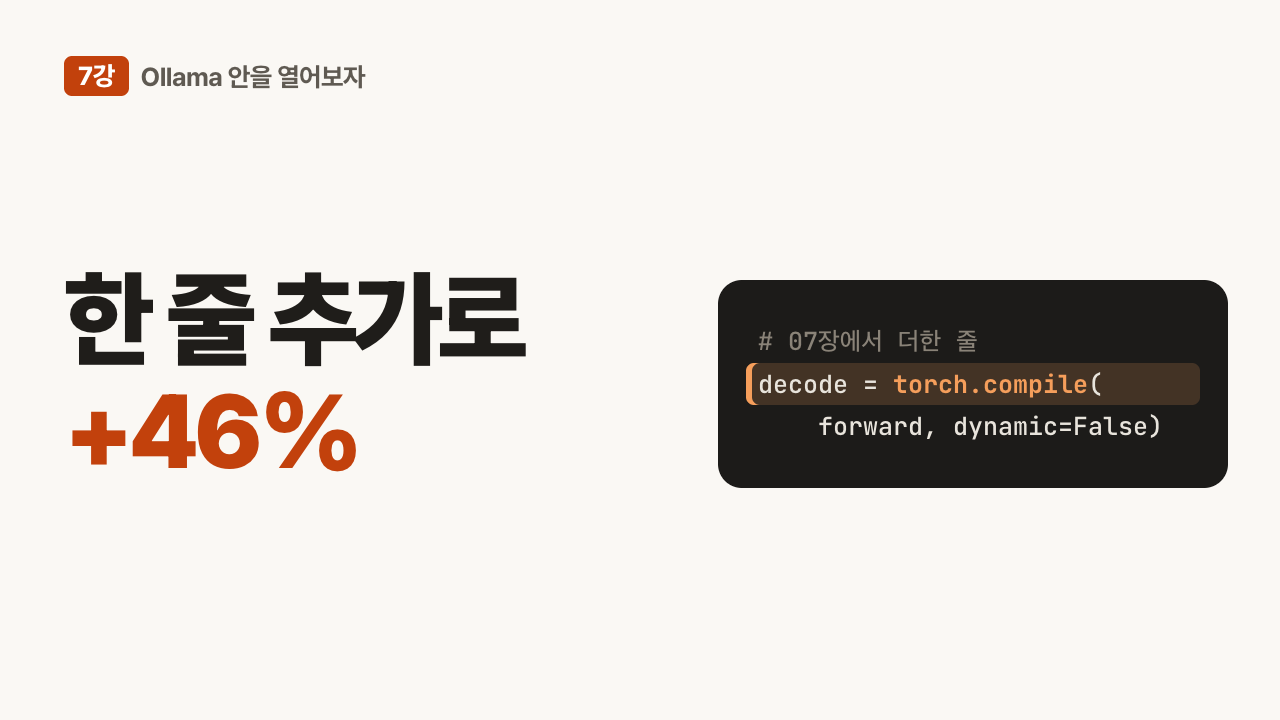 7강 Ollama 안을 열어보자
한 줄 추가로
+46%
# 07장에서 더한 줄
decode = torch.compile(
    forward, dynamic=False)